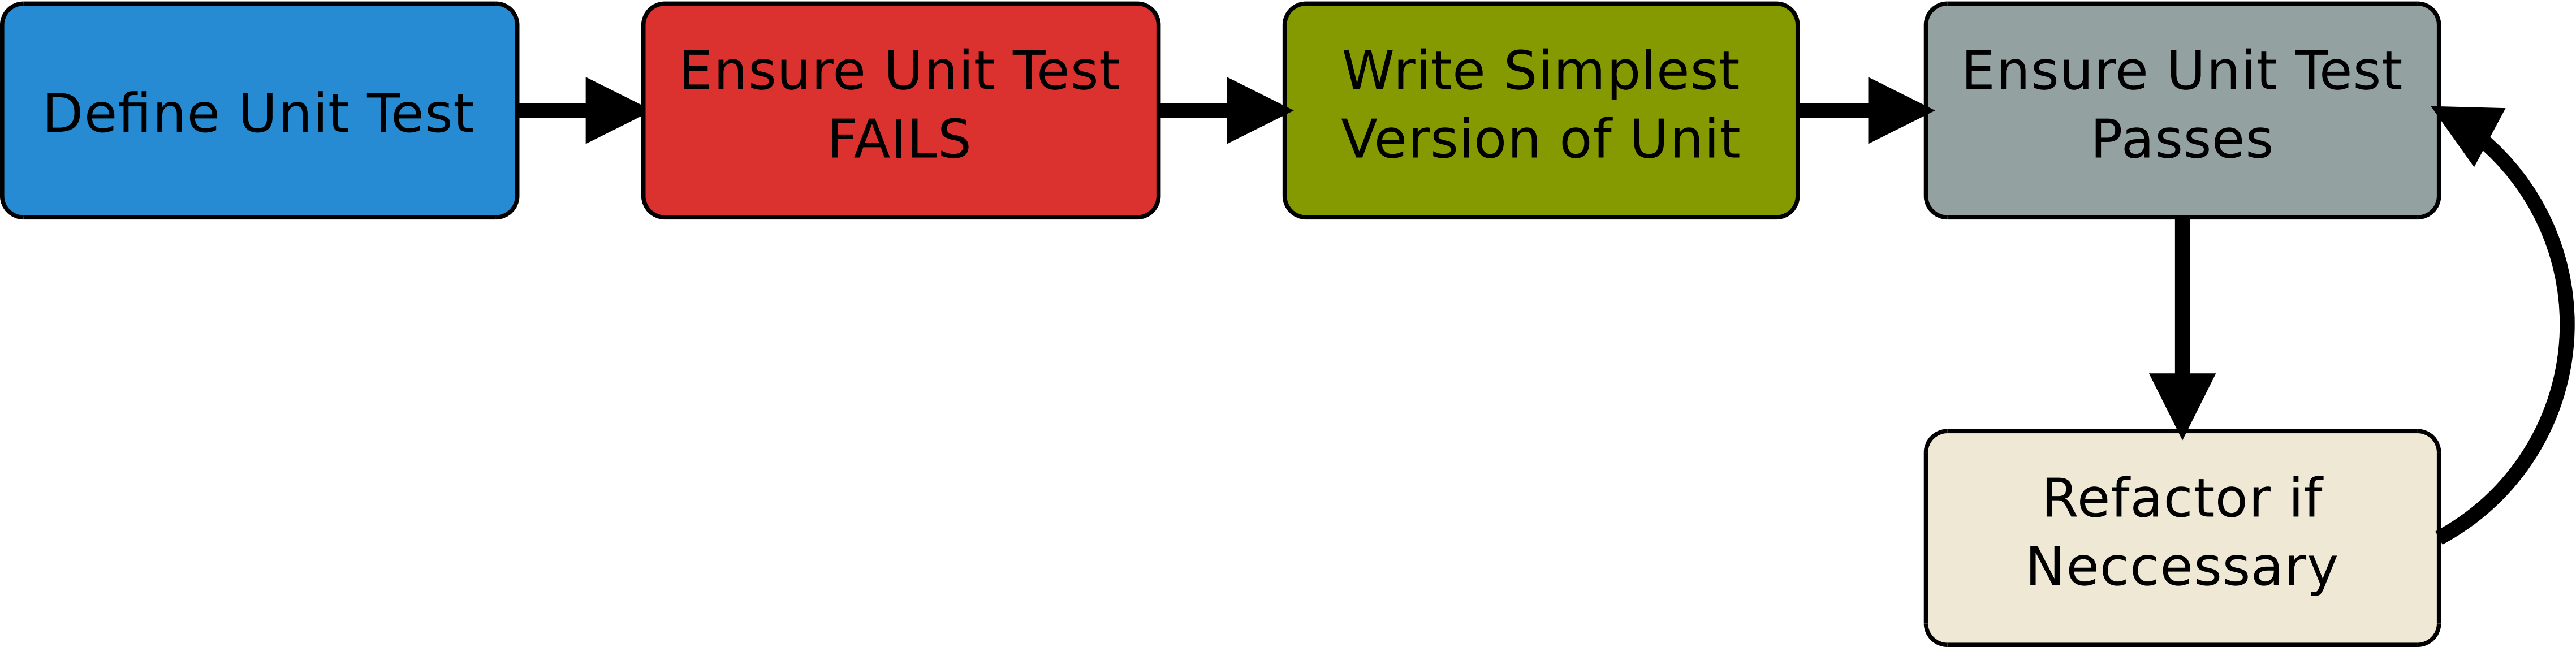 Define Unit Test
Ensure Unit Test
FAILS
Write Simplest
Version of Unit
Ensure Unit Test
Passes
Refactor if
Neccessary